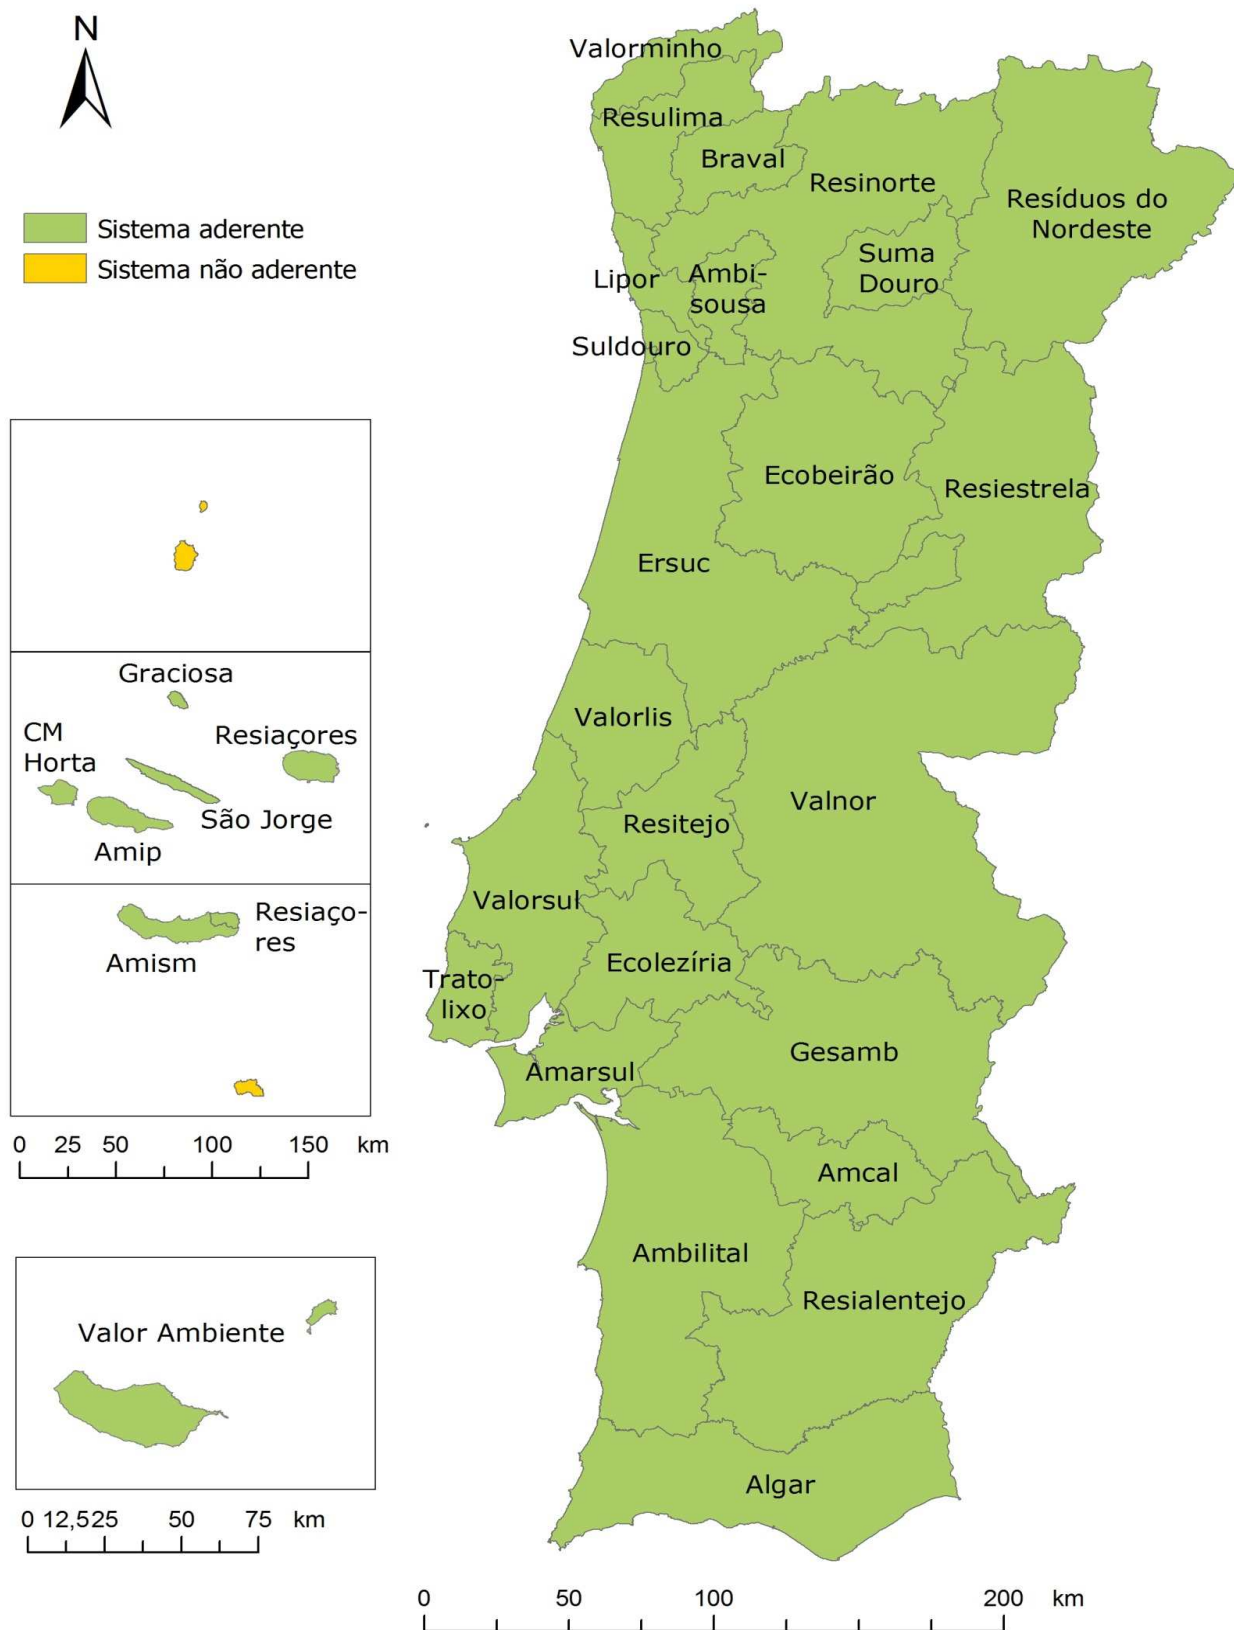 N
Sistema aderente
Sistema não aderente
Graciosa
CM
Horta
Resiaçores
São Jorge
Amip
Resiaço-
res
Amism
0 25 50 100 150 km
Valor Ambiente
0 12,525 50 75 km
Valorminho
Resulima
Braval
Resinorte
Resíduos do
Nordeste
Lipor
Ambi-
sousa
Suma
Douro
Suldouro
Ecobeirão
Resiestrela
Ersuc
Valorlis
Valnor
Resitejo
Valorsul
Ecolezíria
Trato-
lixo
Gesamb
Amarsul
Amcal
Ambilital
Resialentejo
Algar
0 50 100 200 km